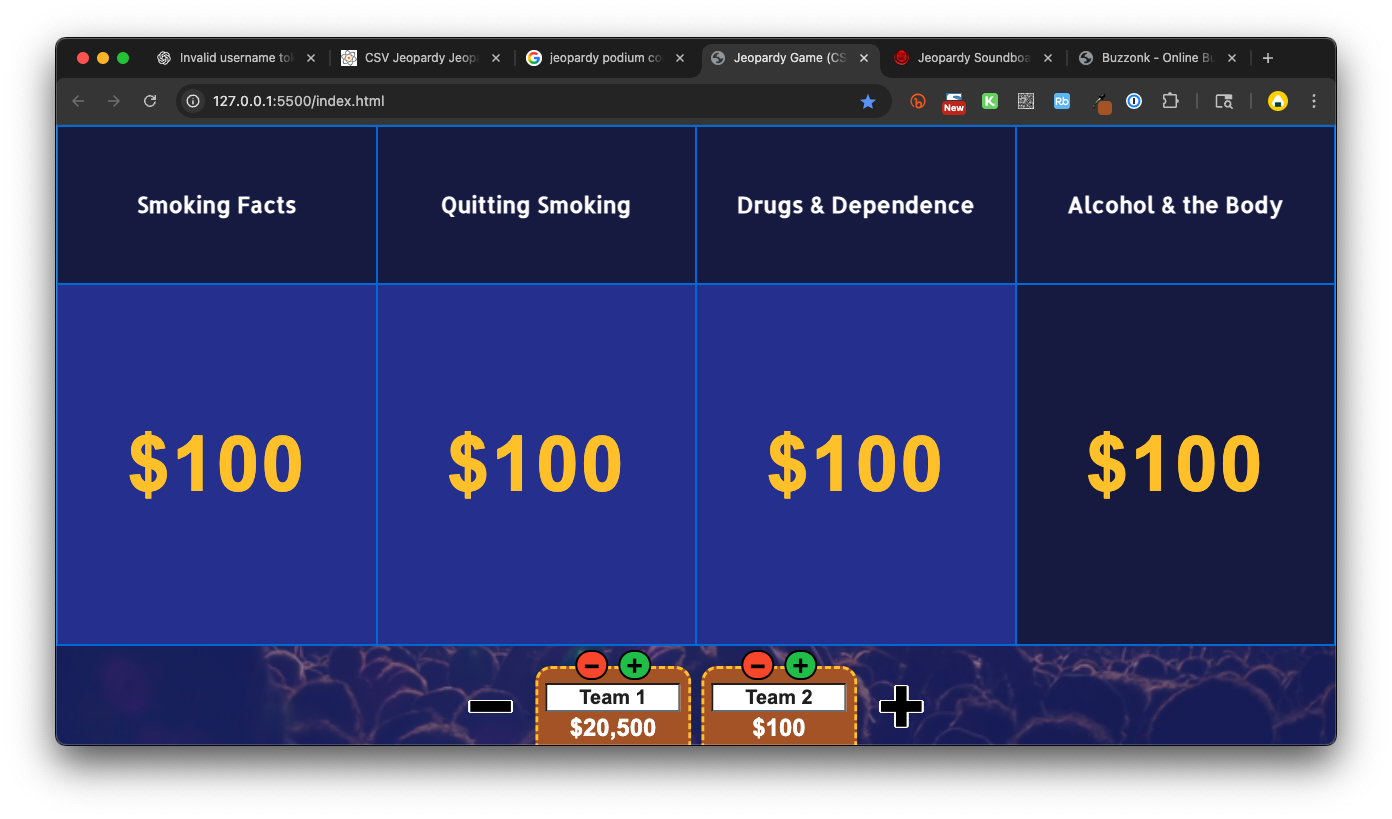 Invalid username to
CSV Jeopardy Jeop
jeopardy podium co
Jeopardy Game (CS
Jeopardy Soundboa
Buzzonk - Online B
127.0.0.1:5500/index.html
New
K
Rb
Smoking Facts
Quitting Smoking
Drugs & Dependence
Alcohol & the Body
$100
$100
$100
$100
Team 1
Team 2
$20,500
$100